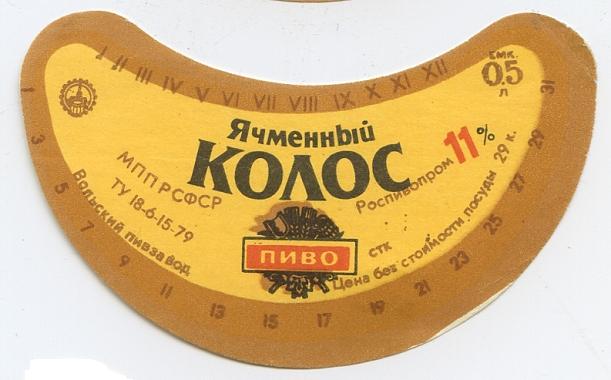 I II III IV V VI VII VIII IX X XI XII
ЕМК.
0,5
Л
Ячменный
КОЛОС
11%
МППРСФСР
ТУ 18-6-15-79
Вольский пивзавод
Роспивопром
ПИВО
СТК
Цена без стоимости посуды 29 к.
1 3 5 7 9 11 13 15 17 19 21 23 25 27 29 31